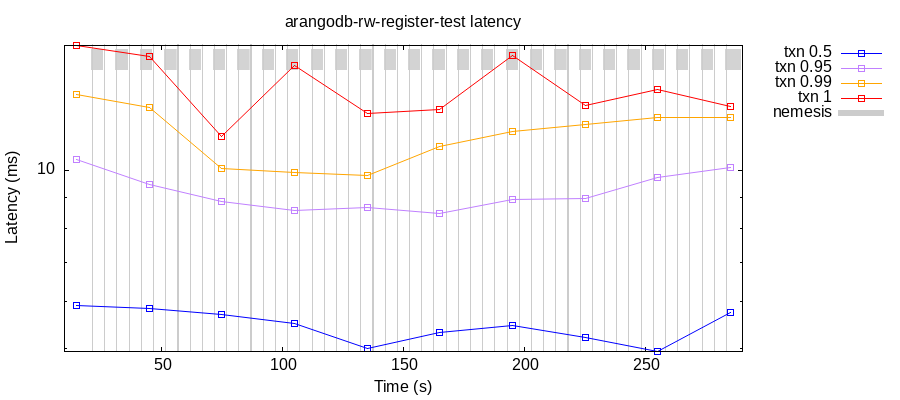 arangodb-rw-register-test latency
txn 0.5
txn 0.95
txn 0.99
txn 1
nemesis
10
Latency (ms)
50
100
150
200
250
Time (s)